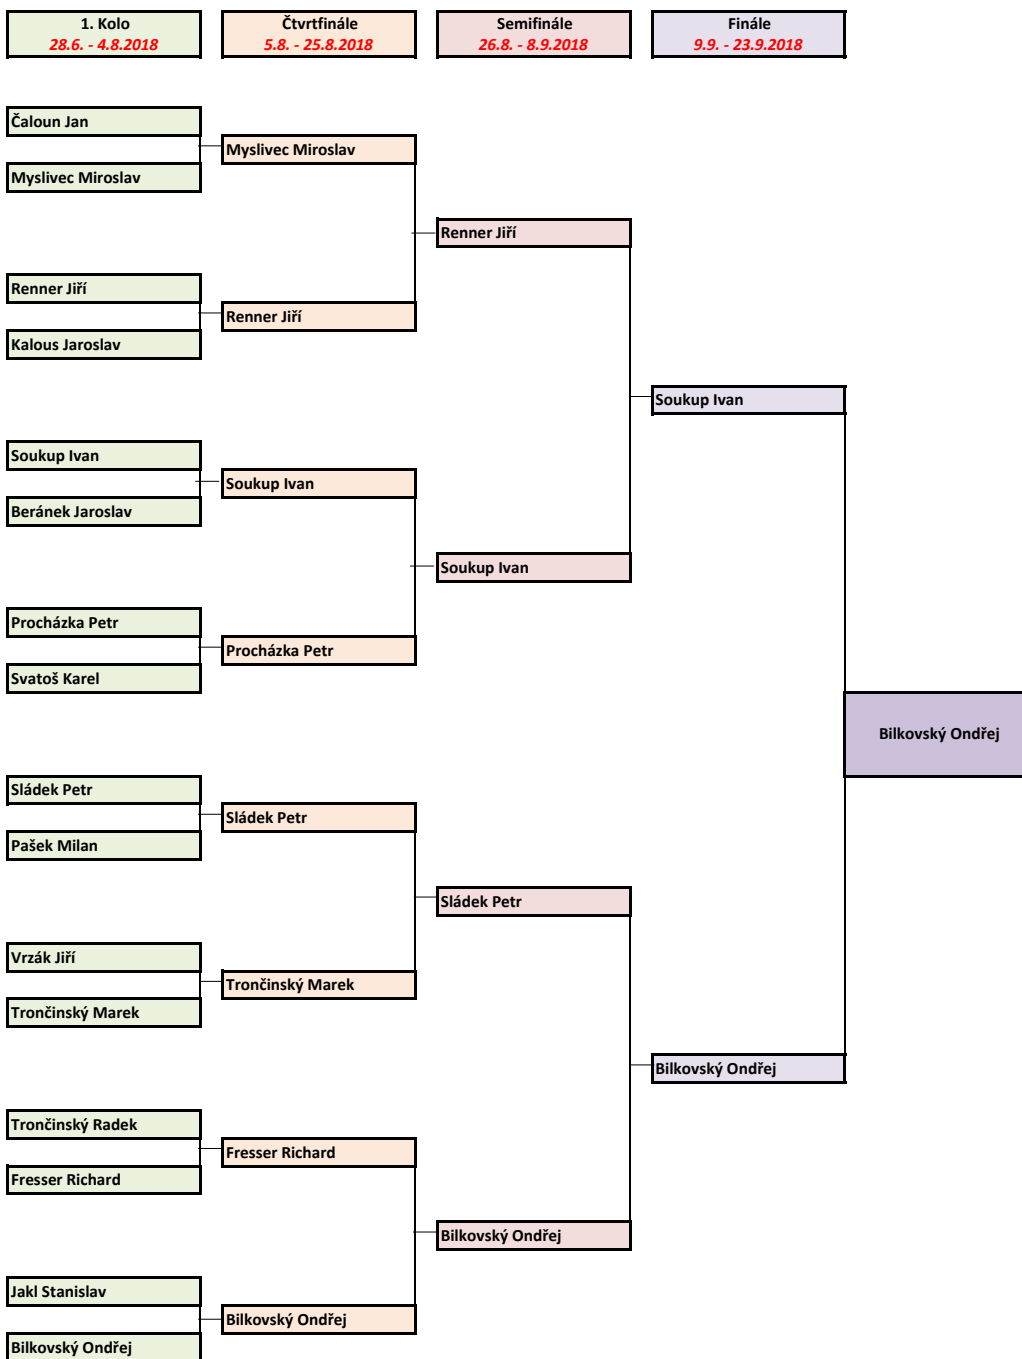 1. Kolo
28.6. - 4.8.2018
Čtvrtfinále
5.8. - 25.8.2018
Semifinále
26.8. - 8.9.2018
Finále
9.9. - 23.9.2018
Čaloun Jan
Myslivec Miroslav
Renner Jiří
Kalous Jaroslav
Soukup Ivan
Beránek Jaroslav
Procházka Petr
Svatoš Karel
Sládek Petr
Pašek Milan
Vrzák Jiří
Trončinský Marek
Trončinský Radek
Fresser Richard
Jakl Stanislav
Bilkovský Ondřej
Myslivec Miroslav
Renner Jiří
Soukup Ivan
Procházka Petr
Sládek Petr
Trončinský Marek
Fresser Richard
Bilkovský Ondřej
Renner Jiří
Soukup Ivan
Sládek Petr
Bilkovský Ondřej
Soukup Ivan
Bilkovský Ondřej
Bilkovský Ondřej